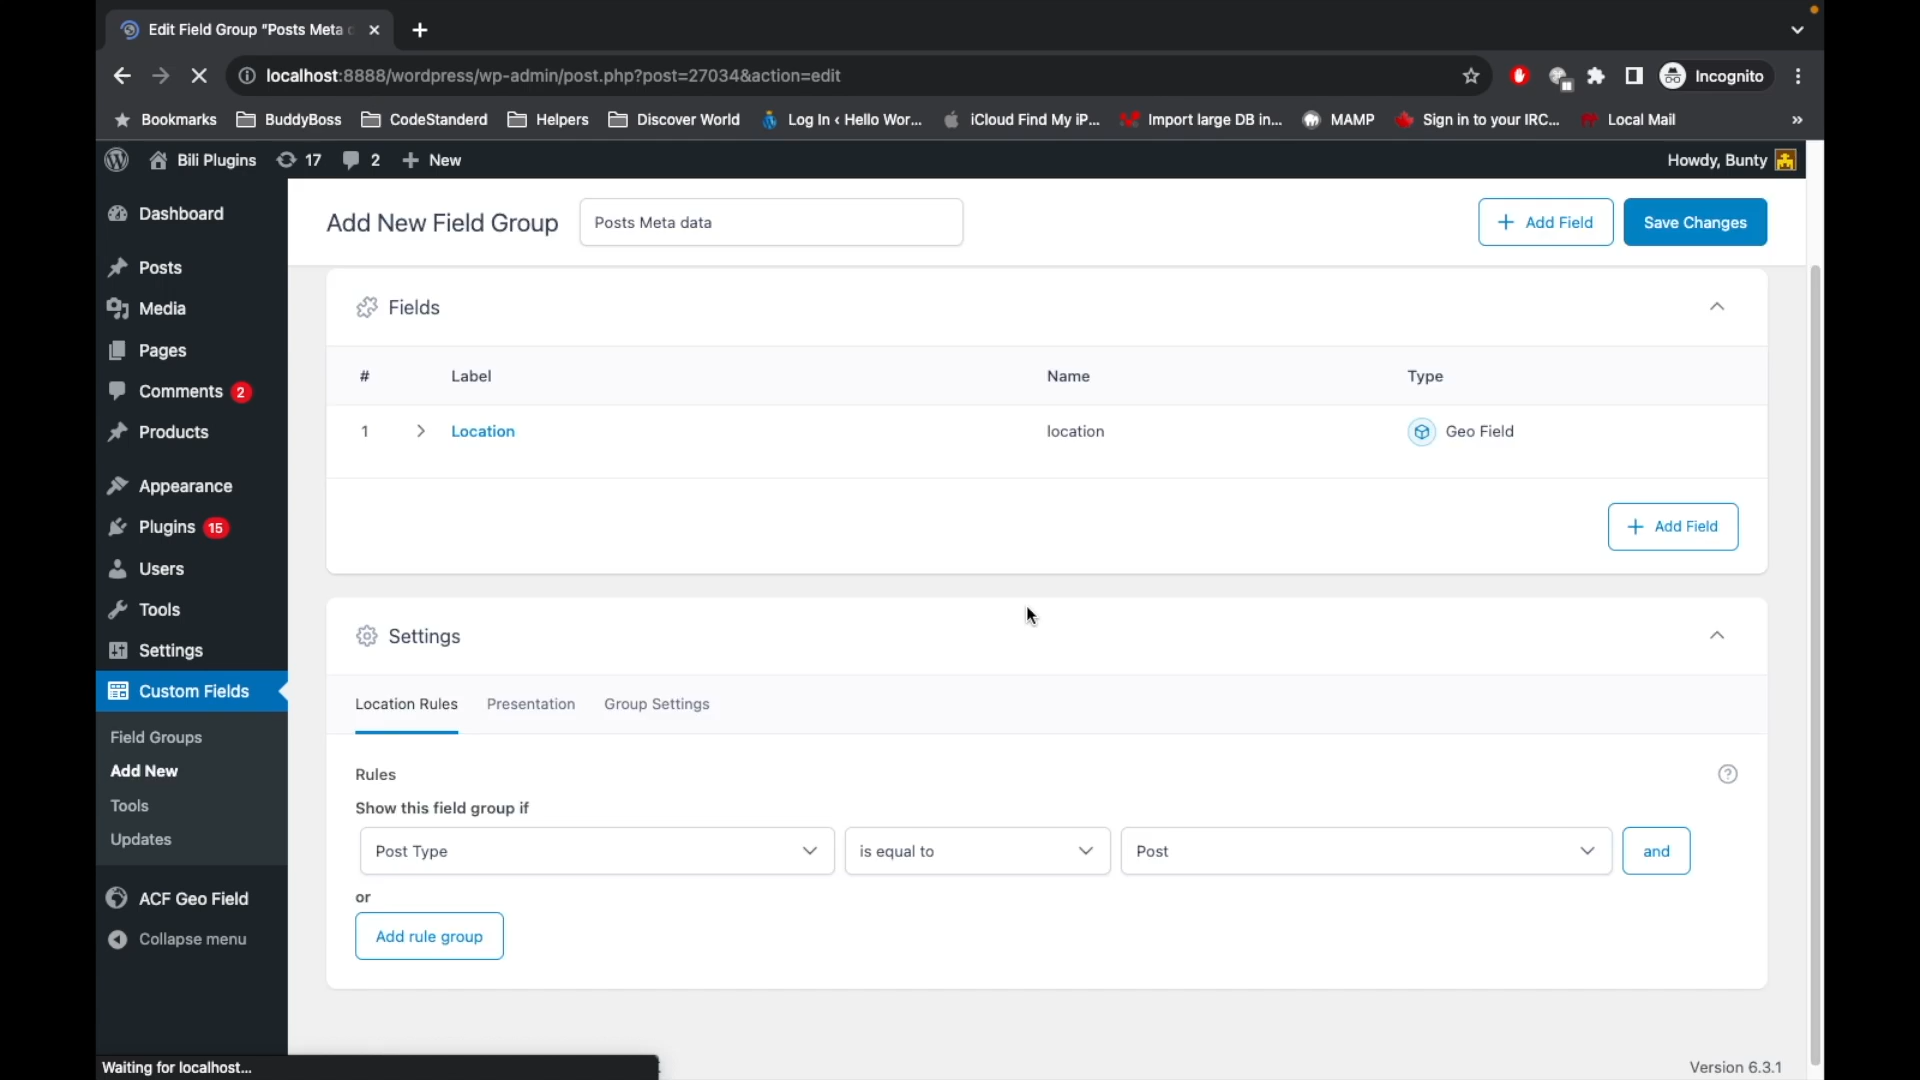 Edit Field Group "Posts Meta d
localhost:8888/wordpress/wp-admin/post.php?post=27034&action=edit
Incognito
Bookmarks BuddyBoss CodeStanderd Helpers Discover World Log In ‹ Hello Wor... iCloud Find My iP... Import large DB in... MAMP Sign in to your IRC... Local Mail »
Bili Plugins 17 2 + New Howdy, Bunty
Dashboard
Posts
Media
Pages
Comments 2
Products
Appearance
Plugins 15
Users
Tools
Settings
Custom Fields
Field Groups
Add New
Tools
Updates
ACF Geo Field
Collapse menu
Add New Field Group Posts Meta data + Add Field Save Changes
Fields
# Label Name Type
1 Location location Geo Field
+ Add Field
Settings
Location Rules Presentation Group Settings
Rules
Show this field group if
Post Type is equal to Post and
or
Add rule group
Waiting for localhost...
Version 6.3.1